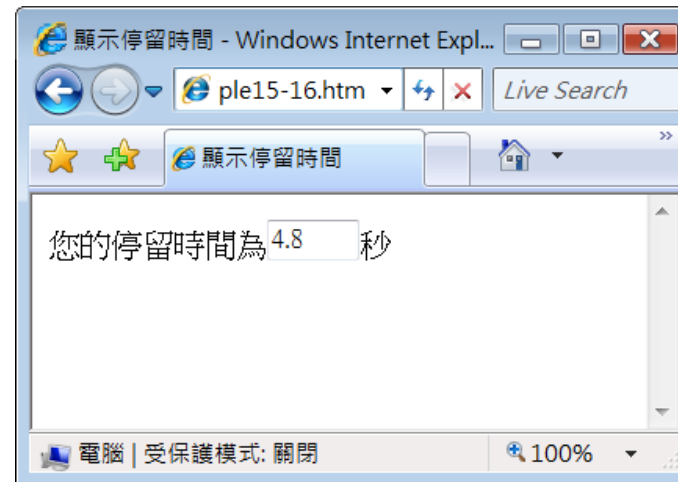 顯示停留時間 - Windows Internet Expl...
ple15-16.htm
Live Search
顯示停留時間
»
您的停留時間為4.8秒
電腦 | 受保護模式: 關閉
100%